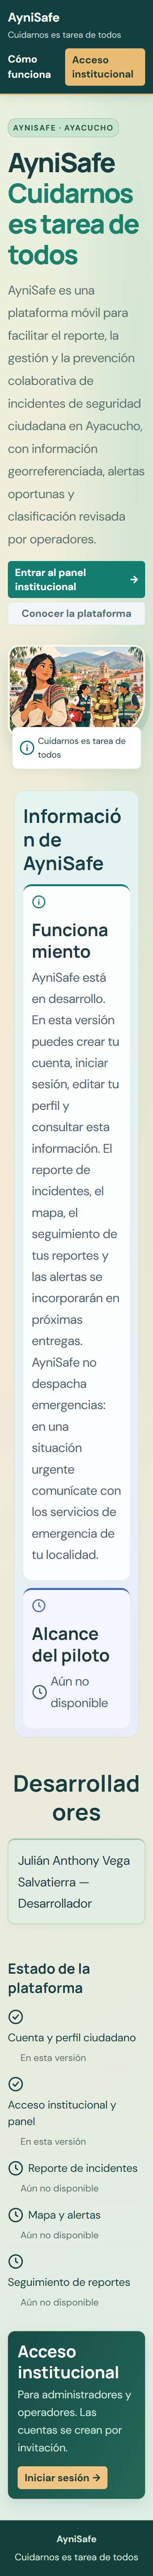 AyniSafe
Cuidarnos es tarea de todos
Cómo
funciona
Acceso
institucional
AYNISAFE · AYACUCHO
AyniSafe
Cuidarnos
es tarea de
todos
AyniSafe es una
plataforma móvil para
facilitar el reporte, la
gestión y la prevención
colaborativa de
incidentes de seguridad
ciudadana en Ayacucho,
con información
georreferenciada, alertas
oportunas y
clasificación revisada
por operadores.
Entrar al panel
institucional →
Conocer la plataforma
Cuidarnos es tarea de
todos
Informació
n de
AyniSafe
Funciona
miento
AyniSafe está
en desarrollo.
En esta versión
puedes crear tu
cuenta, iniciar
sesión, editar tu
perfil y
consultar esta
información. El
reporte de
incidentes, el
mapa, el
seguimiento de
tus reportes y
las alertas se
incorporarán en
próximas
entregas.
AyniSafe no
despacha
emergencias:
en una
situación
urgente
comunícate con
los servicios de
emergencia de
tu localidad.
Alcance
del piloto
Aún no
disponible
Desarrollad
ores
Julián Anthony Vega
Salvatierra —
Desarrollador
Estado de la
plataforma
Cuenta y perfil ciudadano
En esta versión
Acceso institucional y
panel
En esta versión
Reporte de incidentes
Aún no disponible
Mapa y alertas
Aún no disponible
Seguimiento de reportes
Aún no disponible
Acceso
institucional
Para administradores y
operadores. Las
cuentas se crean por
invitación.
Iniciar sesión →
AyniSafe
Cuidarnos es tarea de todos